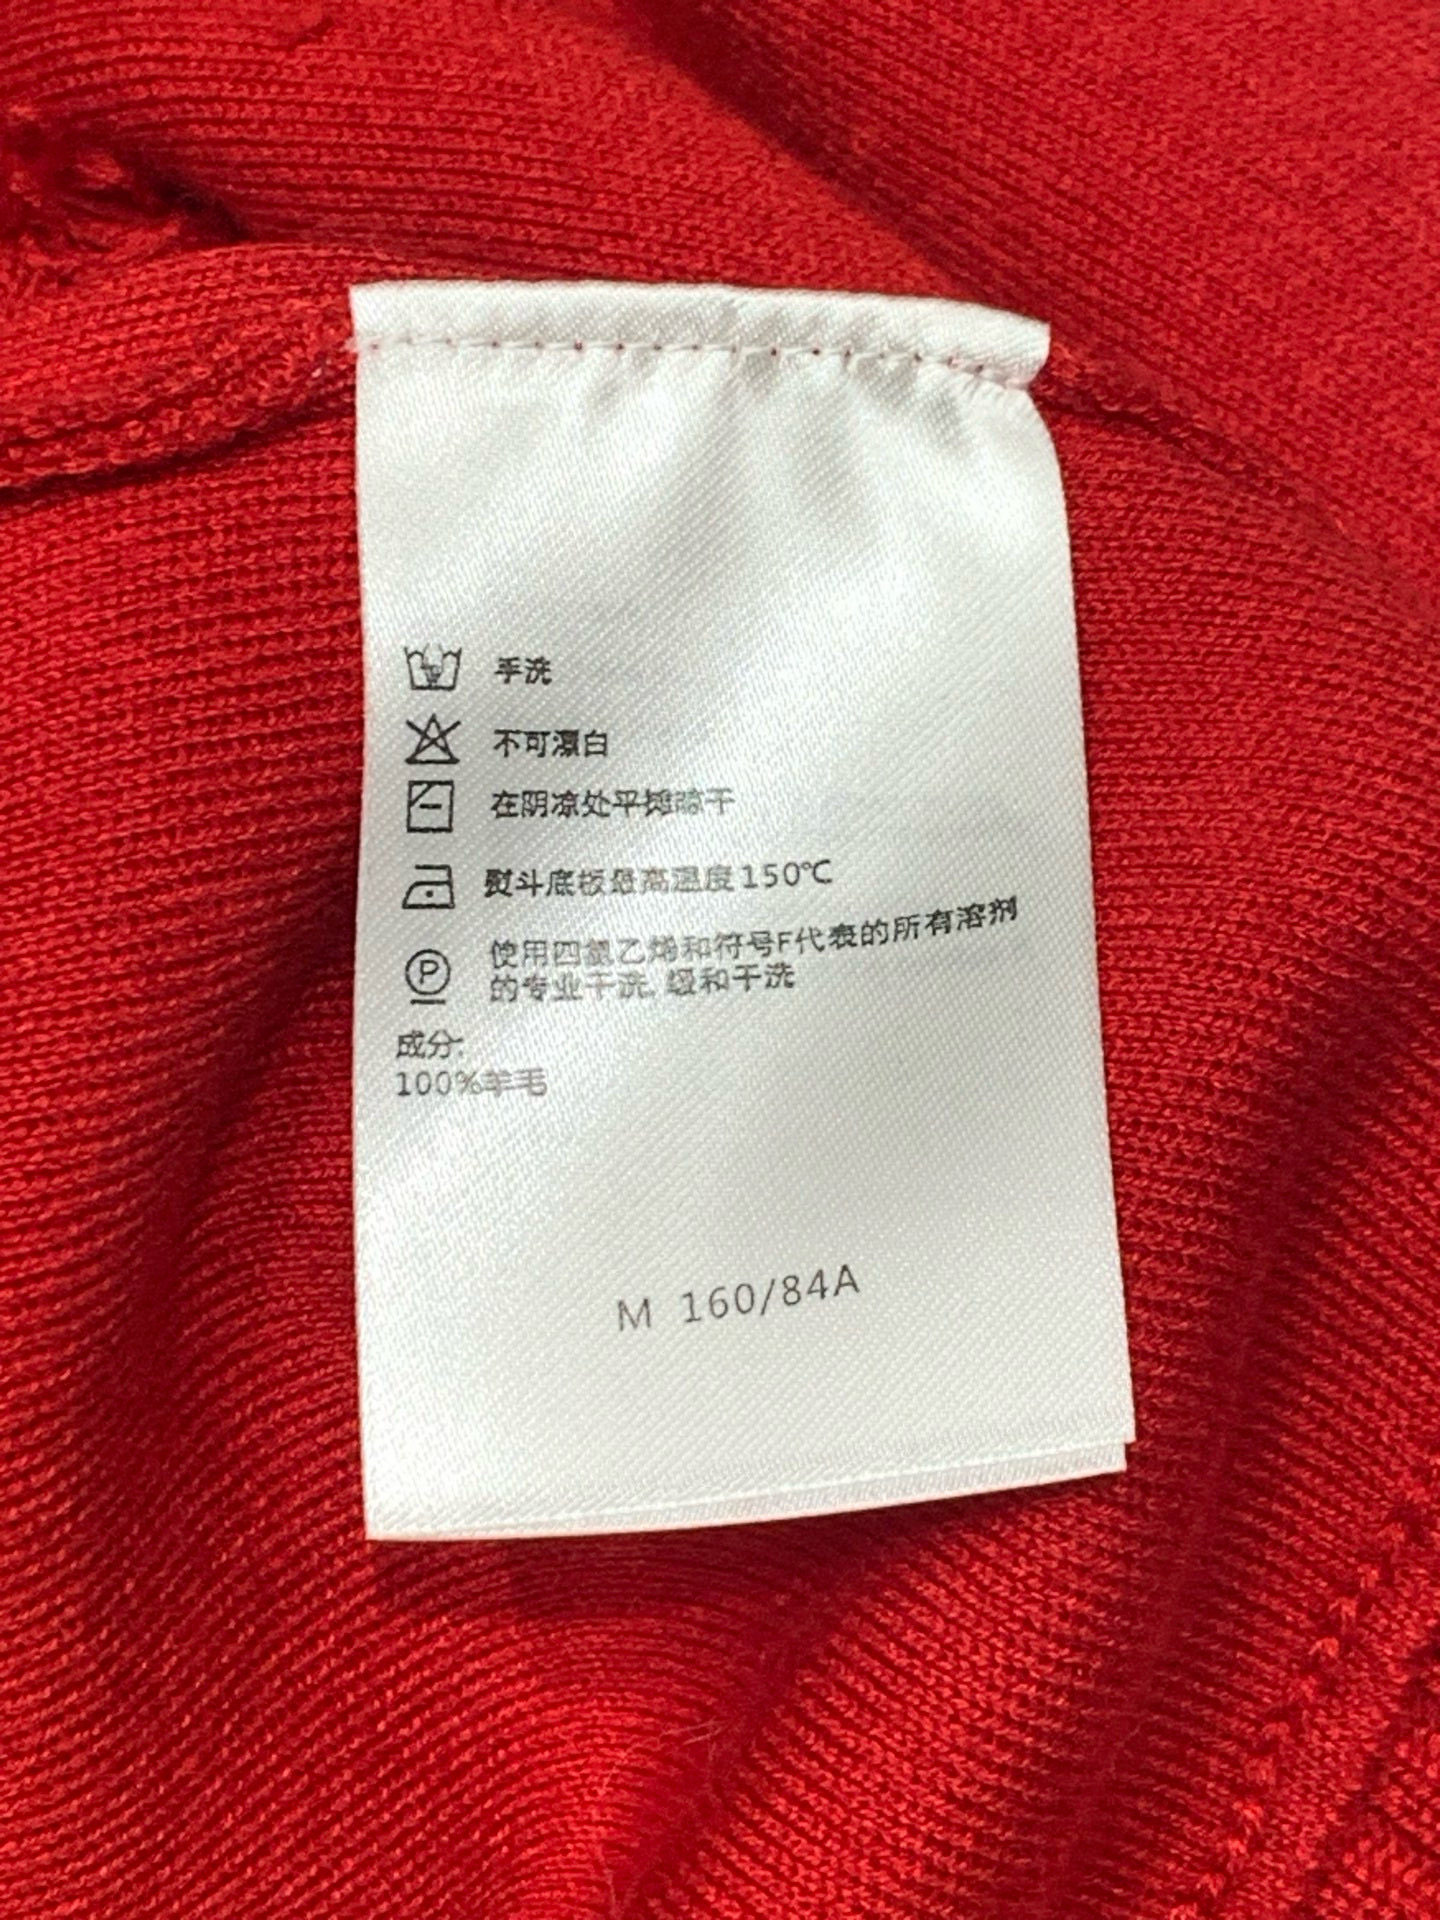 手洗
不可漂白
在阴凉处平摊晾干
熨斗底板最高温度150℃
使用四氯乙烯和符号F代表的所有溶剂
的专业干洗,缓和干洗
成分:
100%羊毛
M 160/84A